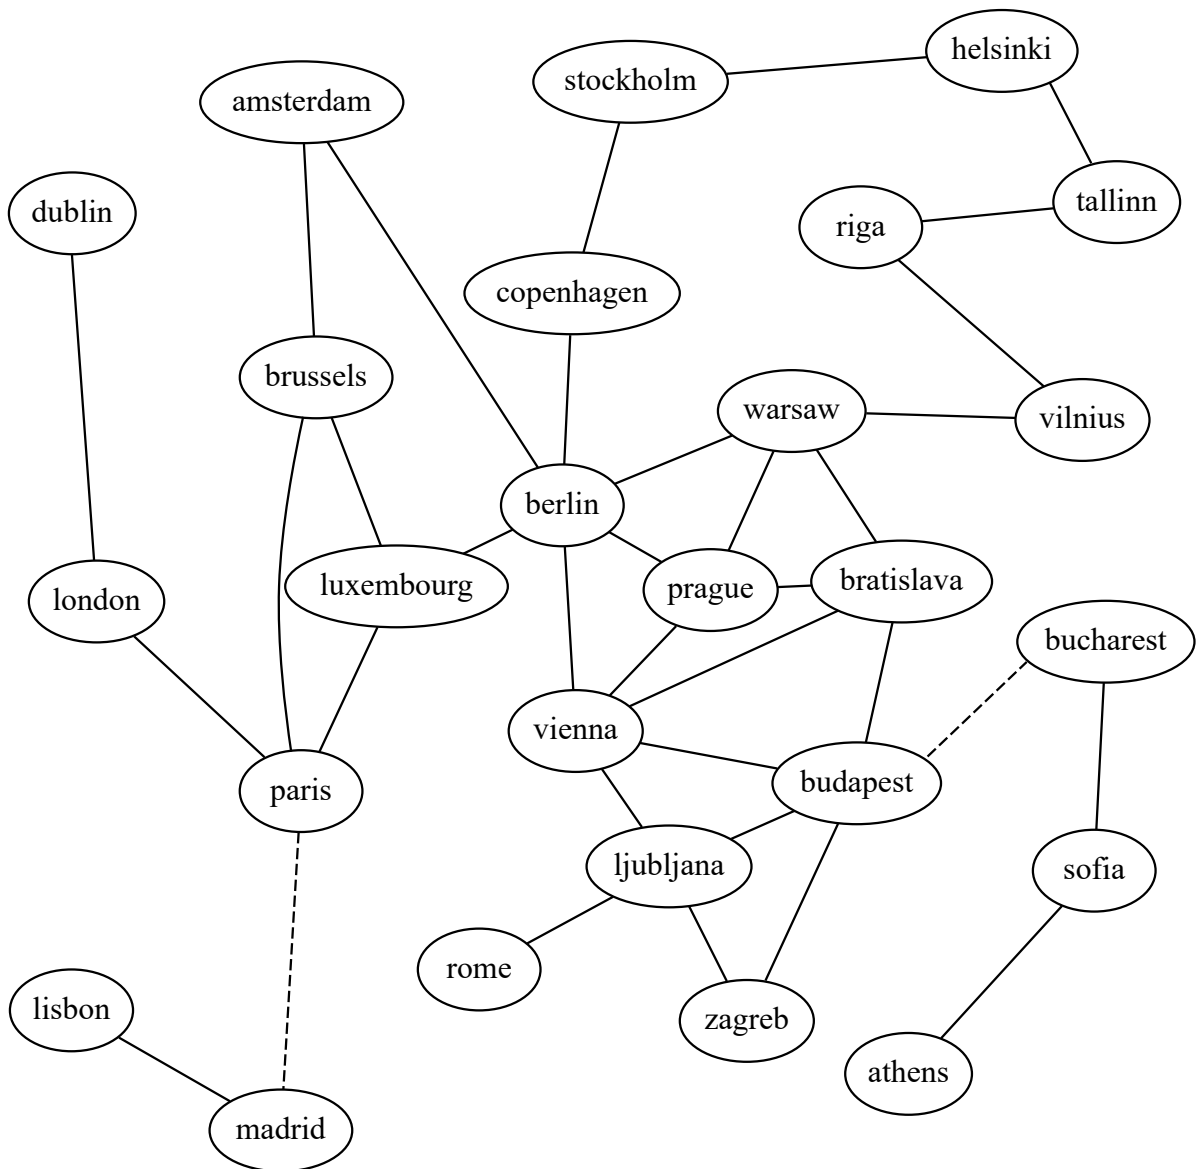 helsinki
stockholm
amsterdam
tallinn
dublin
riga
copenhagen
brussels
warsaw
vilnius
berlin
bratislava
luxembourg
prague
london
bucharest
vienna
budapest
paris
ljubljana
sofia
rome
lisbon
zagreb
athens
madrid